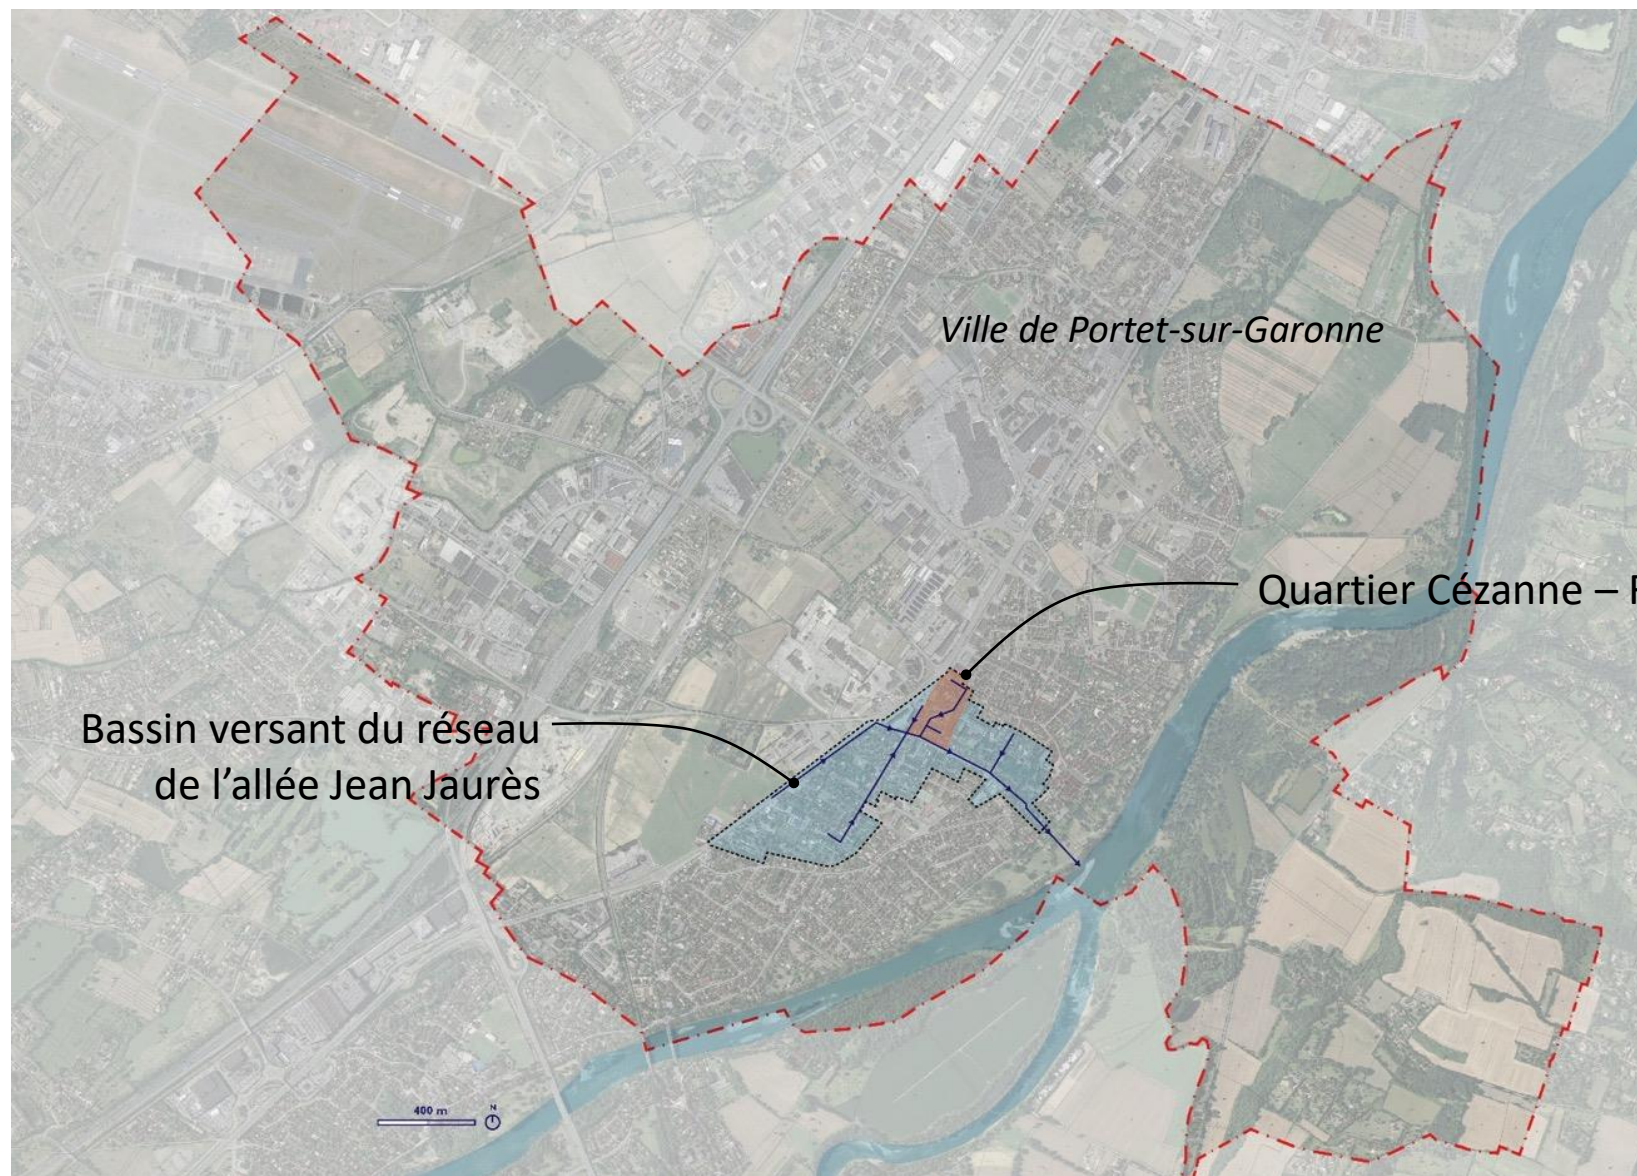 Ville de Portet-sur-Garonne
Quartier Cézanne –
Bassin versant du réseau
de l'allée Jean Jaurès
400 m
N